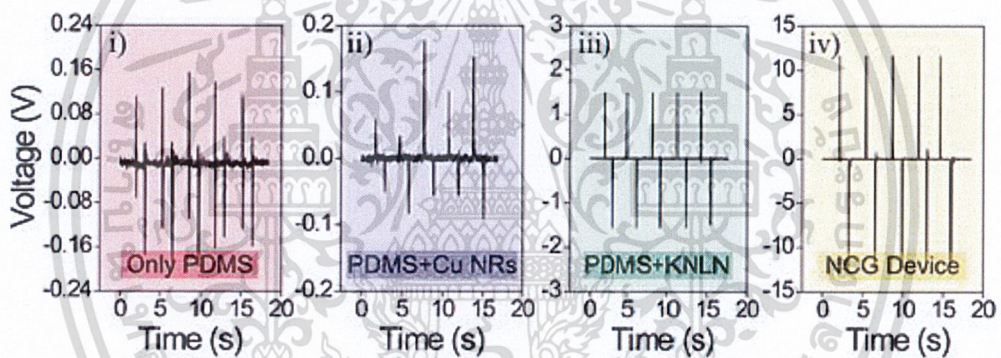 i)
ii)
iii)
iv)
Voltage (V)
0.24
0.16
0.08
0.00
-0.08
-0.16
-0.24
0.2
0.1
0.0
-0.1
-0.2
3
2
1
0
-1
-2
-3
15
10
5
0
-5
-10
-15
Only PDMS
PDMS+Cu NRs
PDMS+KNLN
NCG Device
0 5 10 15 20
0 5 10 15 20
0 5 10 15 20
0 5 10 15 20
Time (s)
Time (s)
Time (s)
Time (s)